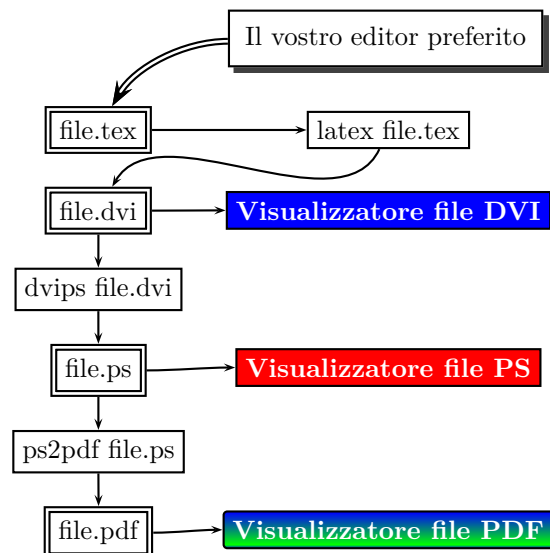 Il vostro editor preferito
file.tex
latex file.tex
file.dvi
Visualizzatore file DVI
dvips file.dvi
file.ps
Visualizzatore file PS
ps2pdf file.ps
file.pdf
Visualizzatore file PDF